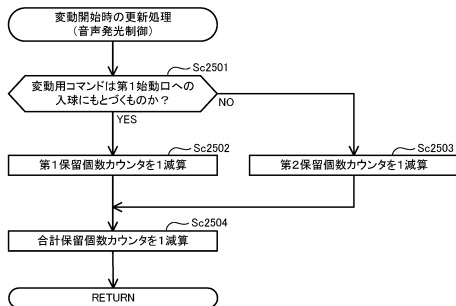 変動開始時の更新処理
(音声発光制御)
Sc2501
変動用コマンドは第1始動口への
入球にもとづくものか?
NO
YES
Sc2502
第1保留個数カウンタを1減算
Sc2503
第2保留個数カウンタを1減算
Sc2504
合計保留個数カウンタを1減算
RETURN